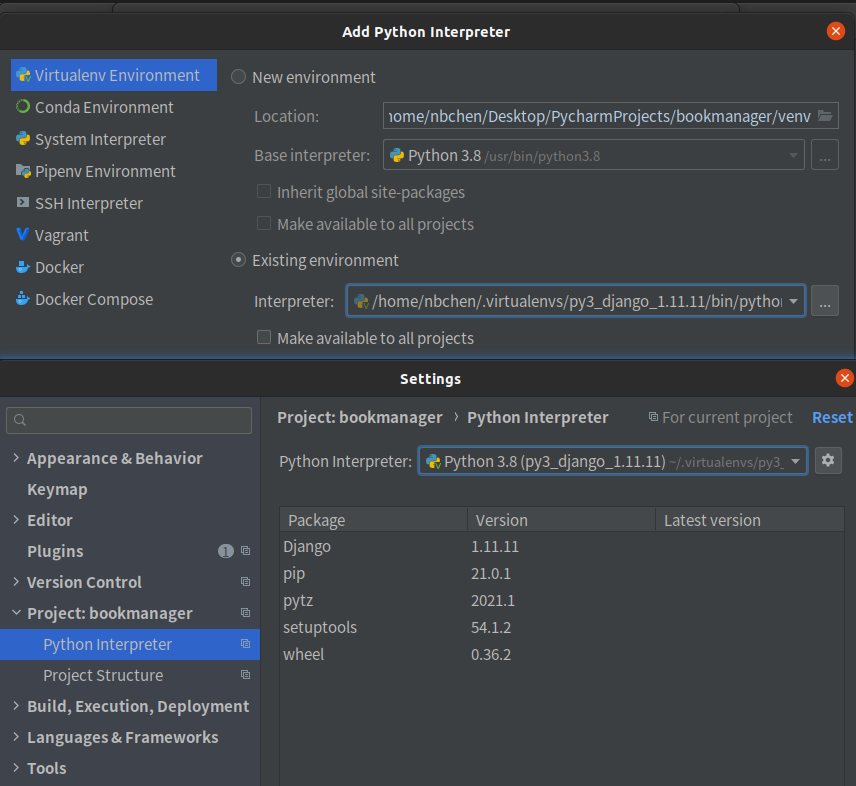 Add Python Interpreter
Virtualenv Environment
Conda Environment
System Interpreter
Pipenv Environment
SSH Interpreter
Vagrant
Docker
Docker Compose
New environment
Location: home/nbchen/Desktop/PycharmProjects/bookmanager/venv
Base interpreter: Python 3.8 /usr/bin/python3.8 ...
Inherit global site-packages
Make available to all projects
Existing environment
Interpreter: /home/nbchen/.virtualenvs/py3_django_1.11.11/bin/python ...
Make available to all projects
Settings
Appearance & Behavior
Keymap
Editor
Plugins 1
Version Control
Project: bookmanager
Python Interpreter
Project Structure
Build, Execution, Deployment
Languages & Frameworks
Tools
Project: bookmanager › Python Interpreter For current project Reset
Python Interpreter: Python 3.8 (py3_django_1.11.11) ~/.virtualenvs/py3_
Package Version Latest version
Django 1.11.11
pip 21.0.1
pytz 2021.1
setuptools 54.1.2
wheel 0.36.2